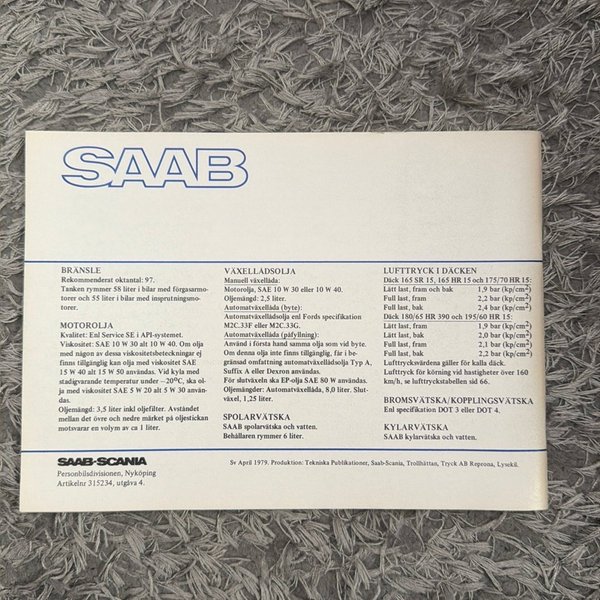 SAAB
BRÄNSLE
Rekommenderat oktantal: 97.
Tanken rymmer 58 liter i bilar med förgasarmo-
torer och 55 liter i bilar med insprutningsmo-
torer.
MOTOROLJA
Kvalitet: Enl Service SE i API-systemet.
Viskositet: SAE 10 W 30 alt 10 W 40. Om olja
med någon av dessa viskositetsbeteckningar ej
finns tillgänglig kan olja med viskositet SAE
15 W 40 alt 15 W 50 användas. Vid kyla med
stadigvarande temperatur under −20°C, ska ol-
ja med viskositet SAE 5 W 20 alt 5 W 30 använ-
das.
Oljemängd: 3,5 liter inkl oljefilter. Avståndet
mellan det övre och nedre märket på oljestickan
motsvarar en volym av ca 1 liter.
VÄXELLÅDSOLJA
Manuell växellåda:
Motorolja, SAE 10 W 30 eller 10 W 40.
Oljemängd: 2,5 liter.
Automatväxellåda (byte):
Automatväxellådsolja enl Fords specifikation
M2C.33F eller M2C.33G.
Automatväxellåda (påfyllning):
Använd i första hand samma olja som vid byte.
Om denna olja inte finns tillgänglig, får i be-
gränsad omfattning automatväxellådsolja Typ A,
Suffix A eller Dexron användas.
För slutväxeln ska EP-olja SAE 80 W användas.
Oljemängder: Automatväxellåda, 8,0 liter. Slut-
växel, 1,25 liter.
SPOLARVÄTSKA
SAAB spolarvätska och vatten.
Behållaren rymmer 6 liter.
LUFTTRYCK I DÄCKEN
Däck 165 SR 15, 165 HR 15 och 175/70 HR 15:
Lätt last, fram och bak 1,9 bar (kp/cm²)
Full last, fram 2,2 bar (kp/cm²)
Full last, bak 2,4 bar (kp/cm²)
Däck 180/65 HR 390 och 195/60 HR 15:
Lätt last, fram 1,9 bar (kp/cm²)
Lätt last, bak 2,0 bar (kp/cm²)
Full last, fram 2,1 bar (kp/cm²)
Full last, bak 2,2 bar (kp/cm²)
Lufttrycksvärdena gäller för kalla däck.
Lufttryck för körning vid hastigheter över 160
km/h, se lufttryckstabellen sid 66.
BROMSVÄTSKA/KOPPLINGSVÄTSKA
Enl specifikation DOT 3 eller DOT 4.
KYLARVÄTSKA
SAAB kylarvätska och vatten.
SAAB-SCANIA
Personbilsdivisionen, Nyköping
Artikelnr 315234, utgåva 4.
Sv April 1979. Produktion: Tekniska Publikationer, Saab-Scania, Trollhättan, Tryck AB Reprona, Lysekil.